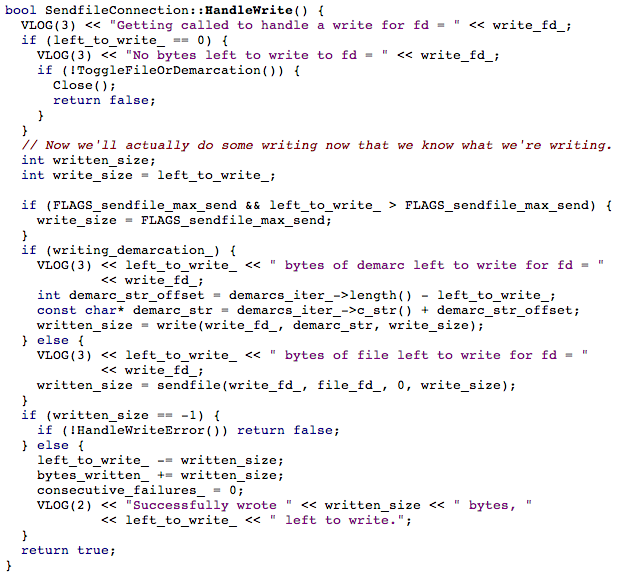 bool SendfileConnection::HandleWrite() {
  VLOG(3) << "Getting called to handle a write for fd = " << write_fd_;
  if (left_to_write_ == 0) {
    VLOG(3) << "No bytes left to write to fd = " << write_fd_;
    if (!ToggleFileOrDemarcation()) {
      Close();
      return false;
    }
  }
  // Now we'll actually do some writing now that we know what we're writing.
  int written_size;
  int write_size = left_to_write_;

  if (FLAGS_sendfile_max_send && left_to_write_ > FLAGS_sendfile_max_send) {
    write_size = FLAGS_sendfile_max_send;
  }
  if (writing_demarcation_) {
    VLOG(3) << left_to_write_ << " bytes of demarc left to write for fd = "
            << write_fd_;
    int demarc_str_offset = demarcs_iter_->length() - left_to_write_;
    const char* demarc_str = demarcs_iter_->c_str() + demarc_str_offset;
    written_size = write(write_fd_, demarc_str, write_size);
  } else {
    VLOG(3) << left_to_write_ << " bytes of file left to write for fd = "
            << write_fd_;
    written_size = sendfile(write_fd_, file_fd_, 0, write_size);
  }
  if (written_size == -1) {
    if (!HandleWriteError()) return false;
  } else {
    left_to_write_ -= written_size;
    bytes_written_ += written_size;
    consecutive_failures_ = 0;
    VLOG(2) << "Successfully wrote " << written_size << " bytes, "
            << left_to_write_ << " left to write.";
  }
  return true;
}